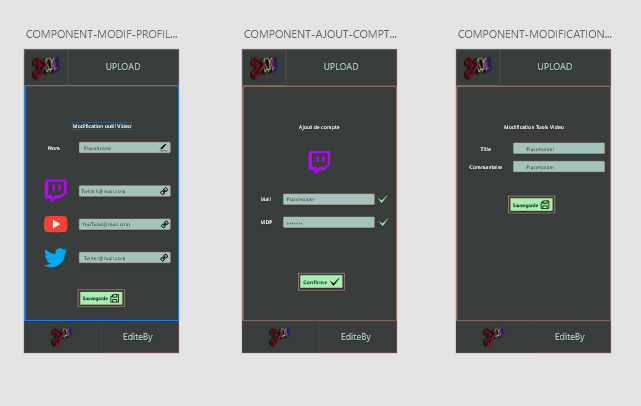 COMPONENT-MODIF-PROFIL...
UPLOAD
Modification outil Video
Nom Placeholder
Twitch@mail.com
YouTube@mail.com
Twiter@mail.com
Sauvegarde
EditeBy
COMPONENT-AJOUT-COMPT...
UPLOAD
Ajout de compte
Mail Placeholder
MDP •••••••
Confirme
EditeBy
COMPONENT-MODIFICATION...
UPLOAD
Modification Tools Video
Title Placeholder
Commentaire Placeholder
Sauvegarde
EditeBy